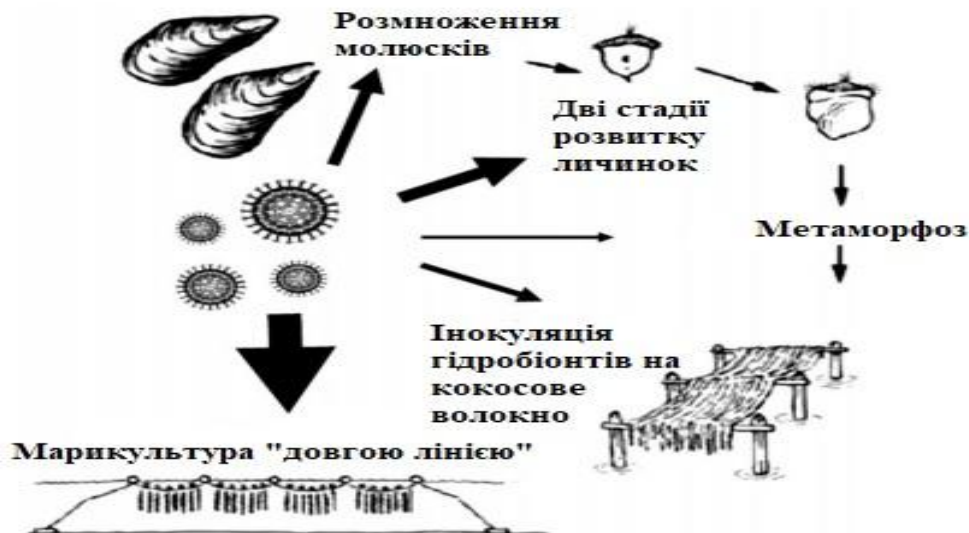 Розмноження
молюсків
Дві стадії
розвитку
личинок
Метаморфоз
Інокуляція
гідробіонтів на
кокосове
волокно
Марикультура "довгою лінією"